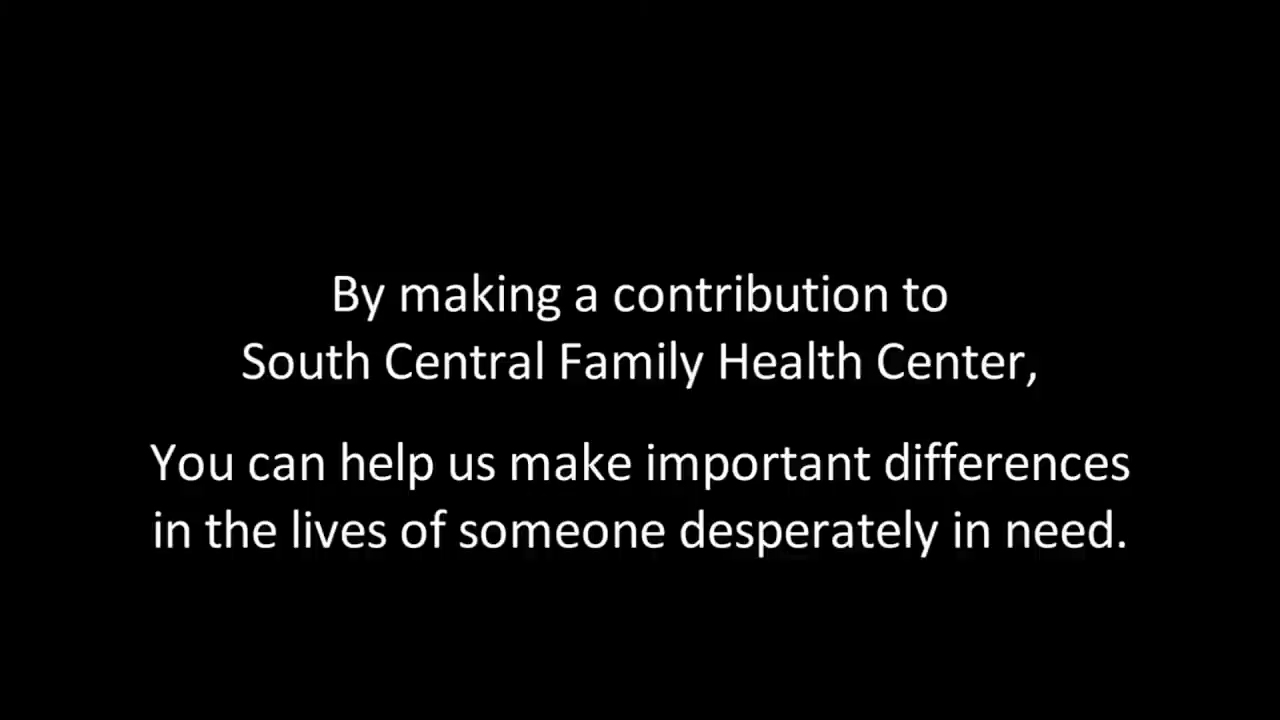 By making a contribution to
South Central Family Health Center,
You can help us make important differences
in the lives of someone desperately in need.